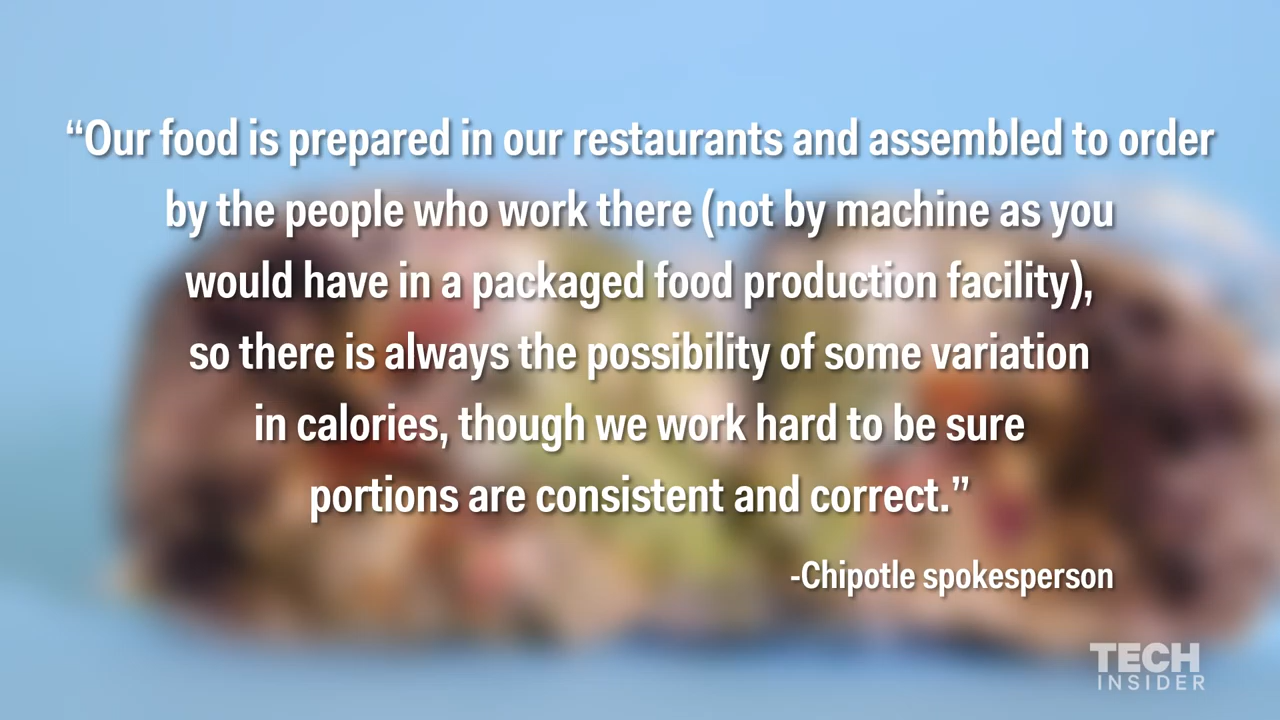 “Our food is prepared in our restaurants and assembled to order
by the people who work there (not by machine as you
would have in a packaged food production facility),
so there is always the possibility of some variation
in calories, though we work hard to be sure
portions are consistent and correct.”
-Chipotle spokesperson
TECH
INSIDER